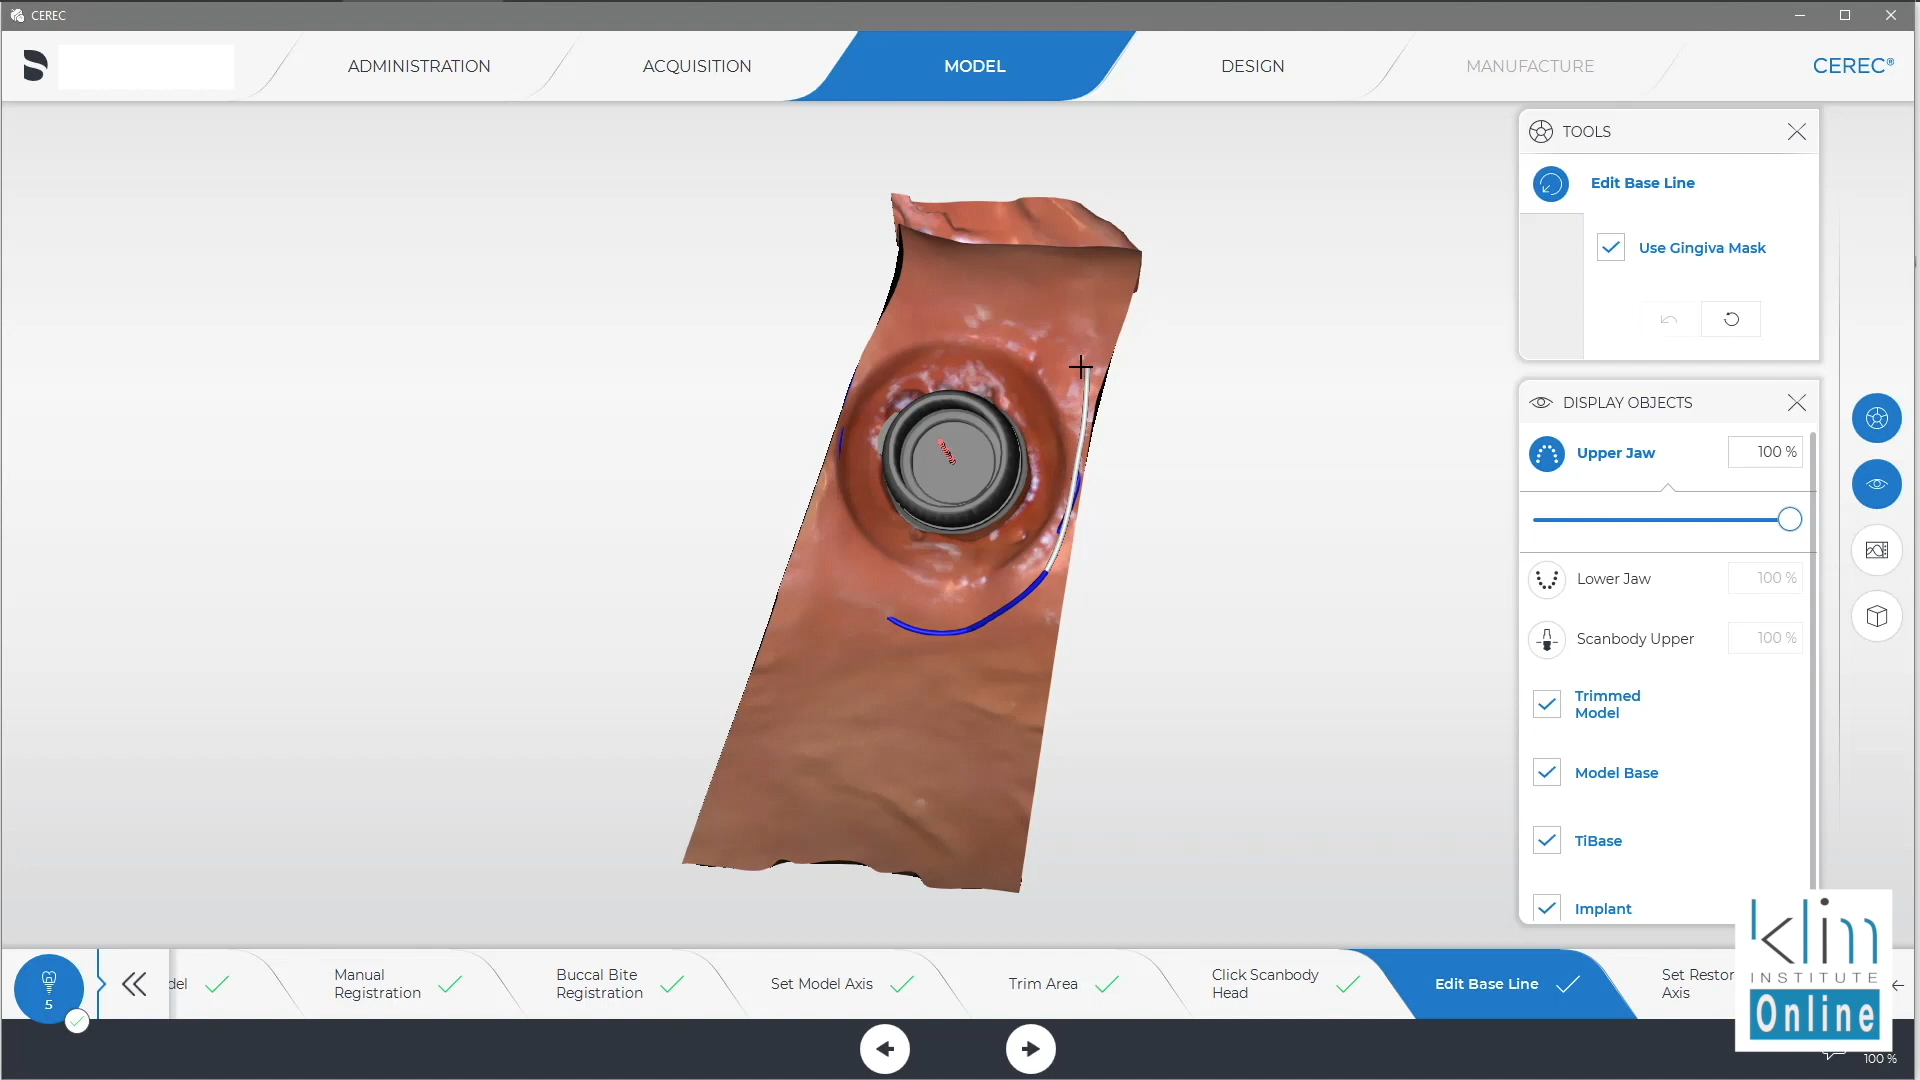 CEREC
ADMINISTRATION
ACQUISITION
MODEL
DESIGN
MANUFACTURE
CEREC®
TOOLS
Edit Base Line
Use Gingiva Mask
DISPLAY OBJECTS
Upper Jaw
100 %
Lower Jaw
100 %
Scanbody Upper
100 %
Trimmed
Model
Model Base
TiBase
Implant
klim
INSTITUTE
Online
5
del
Manual
Registration
Buccal Bite
Registration
Set Model Axis
Trim Area
Click Scanbody
Head
Edit Base Line
Set Restor
Axis
100 %